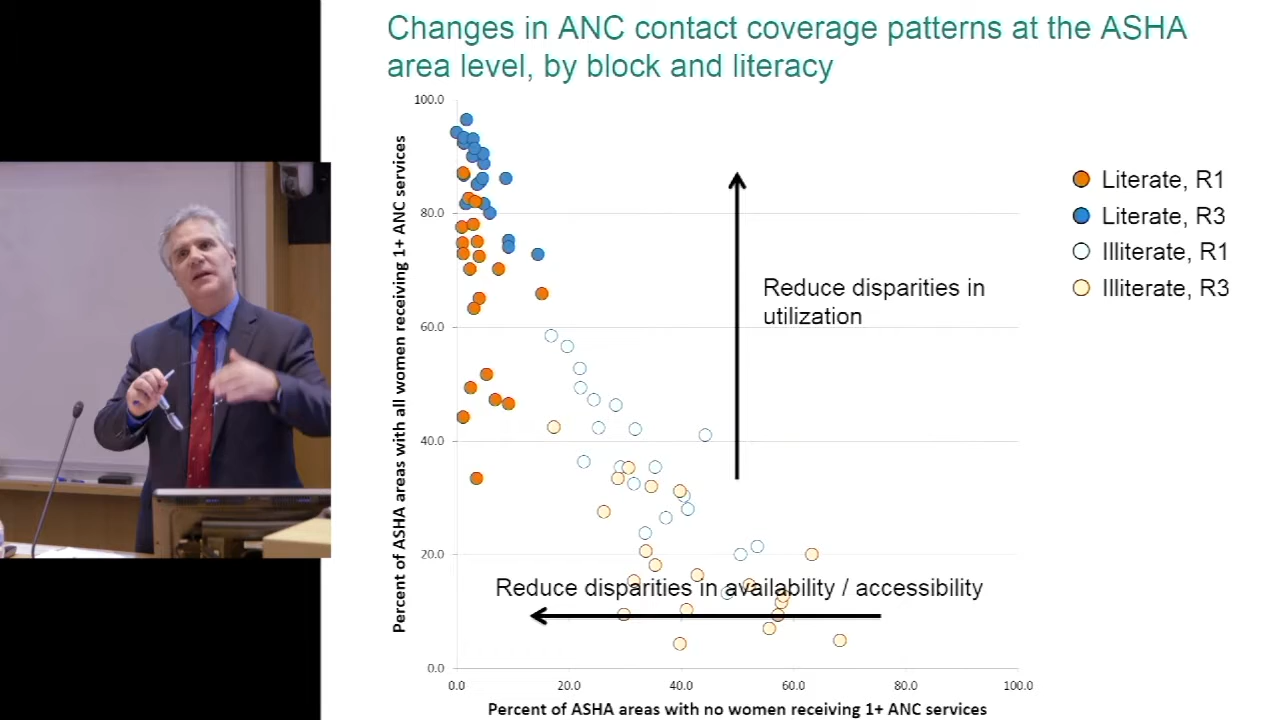 Changes in ANC contact coverage patterns at the ASHA
area level, by block and literacy
100.0
80.0
60.0
40.0
20.0
0.0
Percent of ASHA areas with all women receiving 1+ ANC services
Reduce disparities in
utilization
Reduce disparities in availability / accessibility
Literate, R1
Literate, R3
Illiterate, R1
Illiterate, R3
0.0 20.0 40.0 60.0 80.0 100.0
Percent of ASHA areas with no women receiving 1+ ANC services